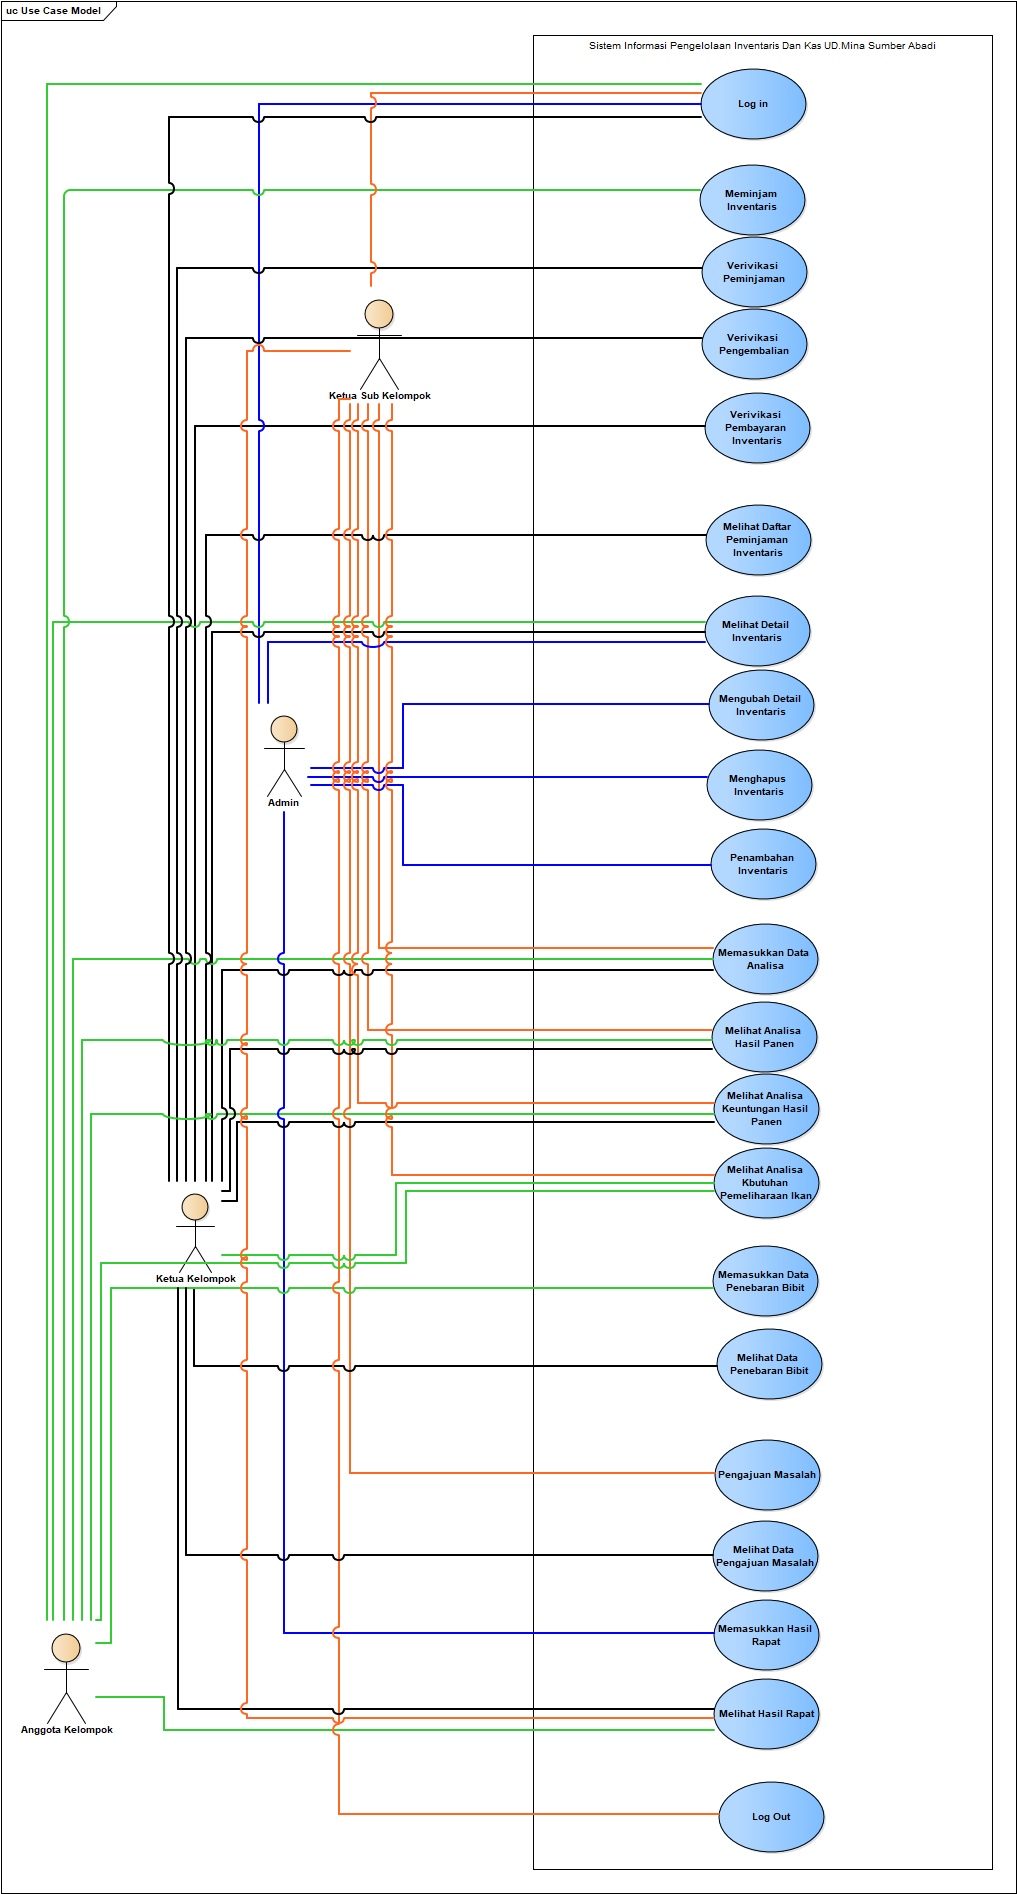 uc Use Case Model
Sistem Informasi Pengelolaan Inventaris Dan Kas UD.Mina Sumber Abadi
Log in
Meminjam
Inventaris
Verivikasi
Peminjaman
Verivikasi
Pengembalian
Ketua Sub Kelompok
Verivikasi
Pembayaran
Inventaris
Melihat Daftar
Peminjaman
Inventaris
Melihat Detail
Inventaris
Mengubah Detail
Inventaris
Menghapus
Inventaris
Admin
Penambahan
Inventaris
Memasukkan Data
Analisa
Melihat Analisa
Hasil Panen
Melihat Analisa
Keuntungan Hasil
Panen
Melihat Analisa
Kbutuhan
Pemeliharaan Ikan
Ketua Kelompok
Memasukkan Data
Penebaran Bibit
Melihat Data
Penebaran Bibit
Pengajuan Masalah
Melihat Data
Pengajuan Masalah
Memasukkan Hasil
Rapat
Melihat Hasil Rapat
Anggota Kelompok
Log Out